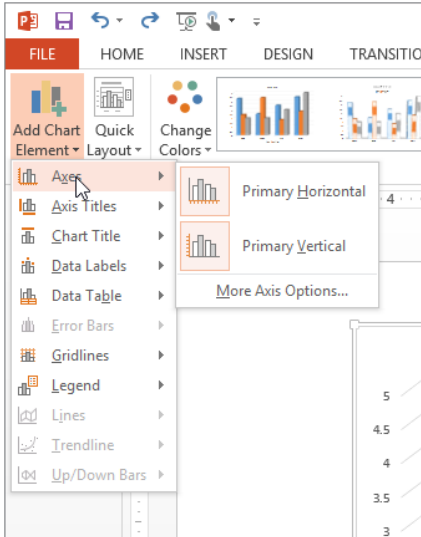 FILE HOME INSERT DESIGN TRANSITIO
Add Chart Element
Quick Layout
Change Colors
Axes
Axis Titles
Chart Title
Data Labels
Data Table
Error Bars
Gridlines
Legend
Lines
Trendline
Up/Down Bars
Primary Horizontal
Primary Vertical
More Axis Options...
4
5
4.5
4
3.5
3